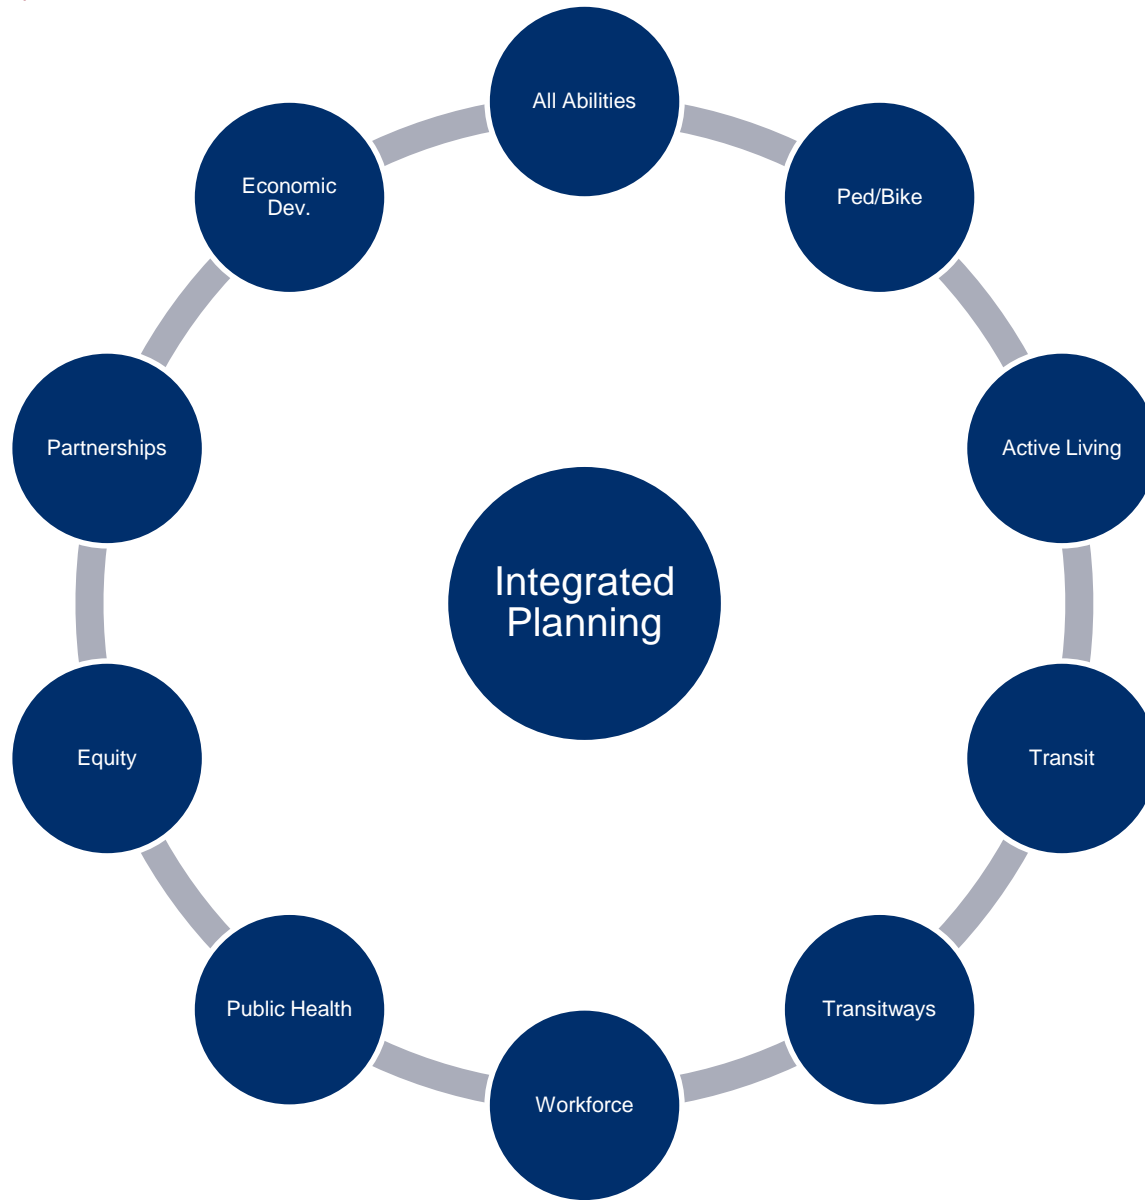 All Abilities
Ped/Bike
Active Living
Transit
Transitways
Workforce
Public Health
Equity
Partnerships
Economic
Dev.
Integrated
Planning